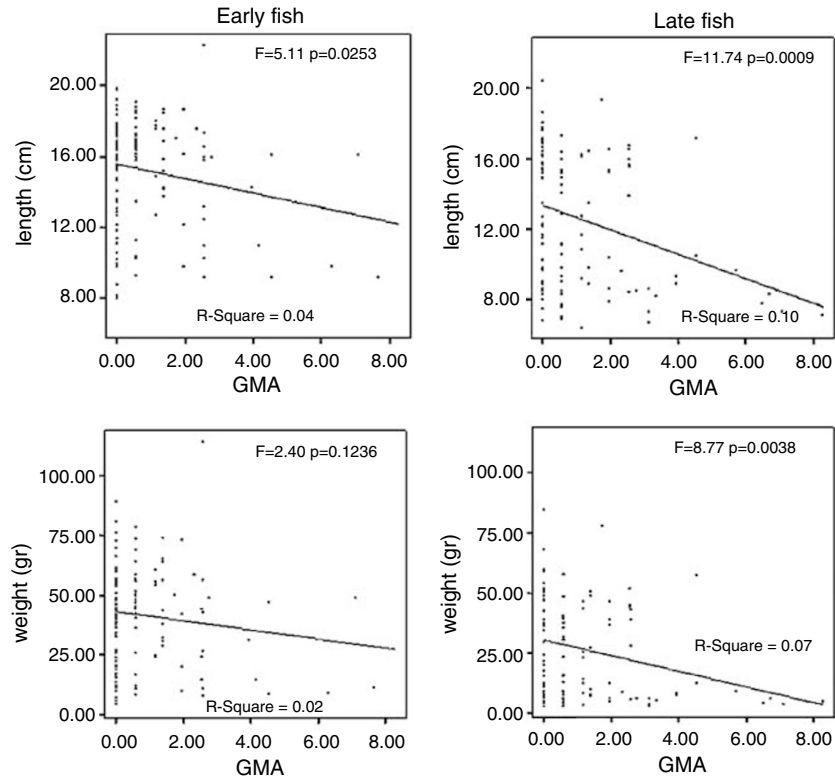 Early fish
Late fish
F=5.11 p=0.0253
20.00
16.00
12.00
8.00
length (cm)
R-Square = 0.04
0.00 2.00 4.00 6.00 8.00
GMA
F=11.74 p=0.0009
20.00
16.00
12.00
8.00
length (cm)
R-Square = 0.10
0.00 2.00 4.00 6.00 8.00
GMA
F=2.40 p=0.1236
100.00
75.00
50.00
25.00
0.00
weight (gr)
R-Square = 0.02
0.00 2.00 4.00 6.00 8.00
GMA
F=8.77 p=0.0038
100.00
75.00
50.00
25.00
0.00
weight (gr)
R-Square = 0.07
0.00 2.00 4.00 6.00 8.00
GMA